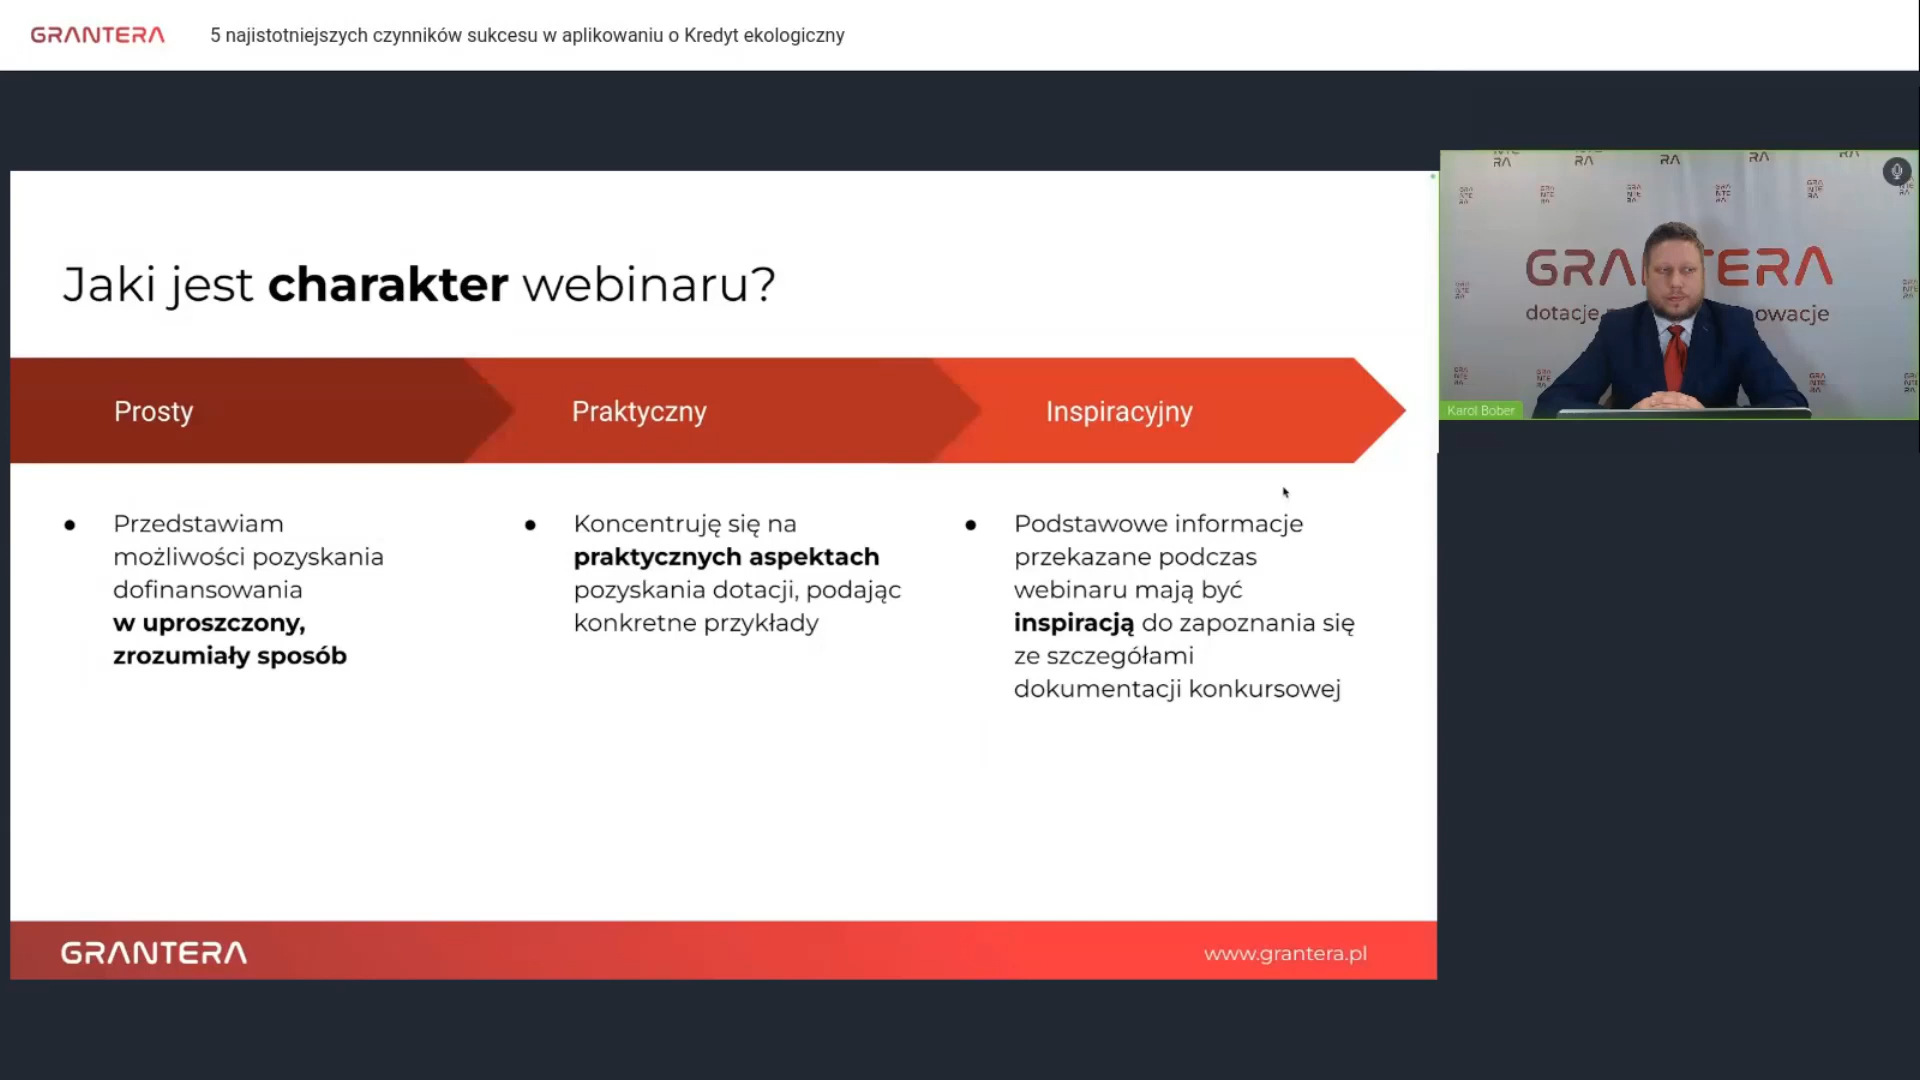 GRANTERA
5 najistotniejszych czynników sukcesu w aplikowaniu o Kredyt ekologiczny
Jaki jest charakter webinaru?
Prosty
Praktyczny
Inspiracyjny
Przedstawiam
możliwości pozyskania
dofinansowania
w uproszczony,
zrozumiały sposób
Koncentruję się na
praktycznych aspektach
pozyskania dotacji, podając
konkretne przykłady
Podstawowe informacje
przekazane podczas
webinaru mają być
inspiracją do zapoznania się
ze szczegółami
dokumentacji konkursowej
GRANTERA
www.grantera.pl
dotacje
Karol Bober